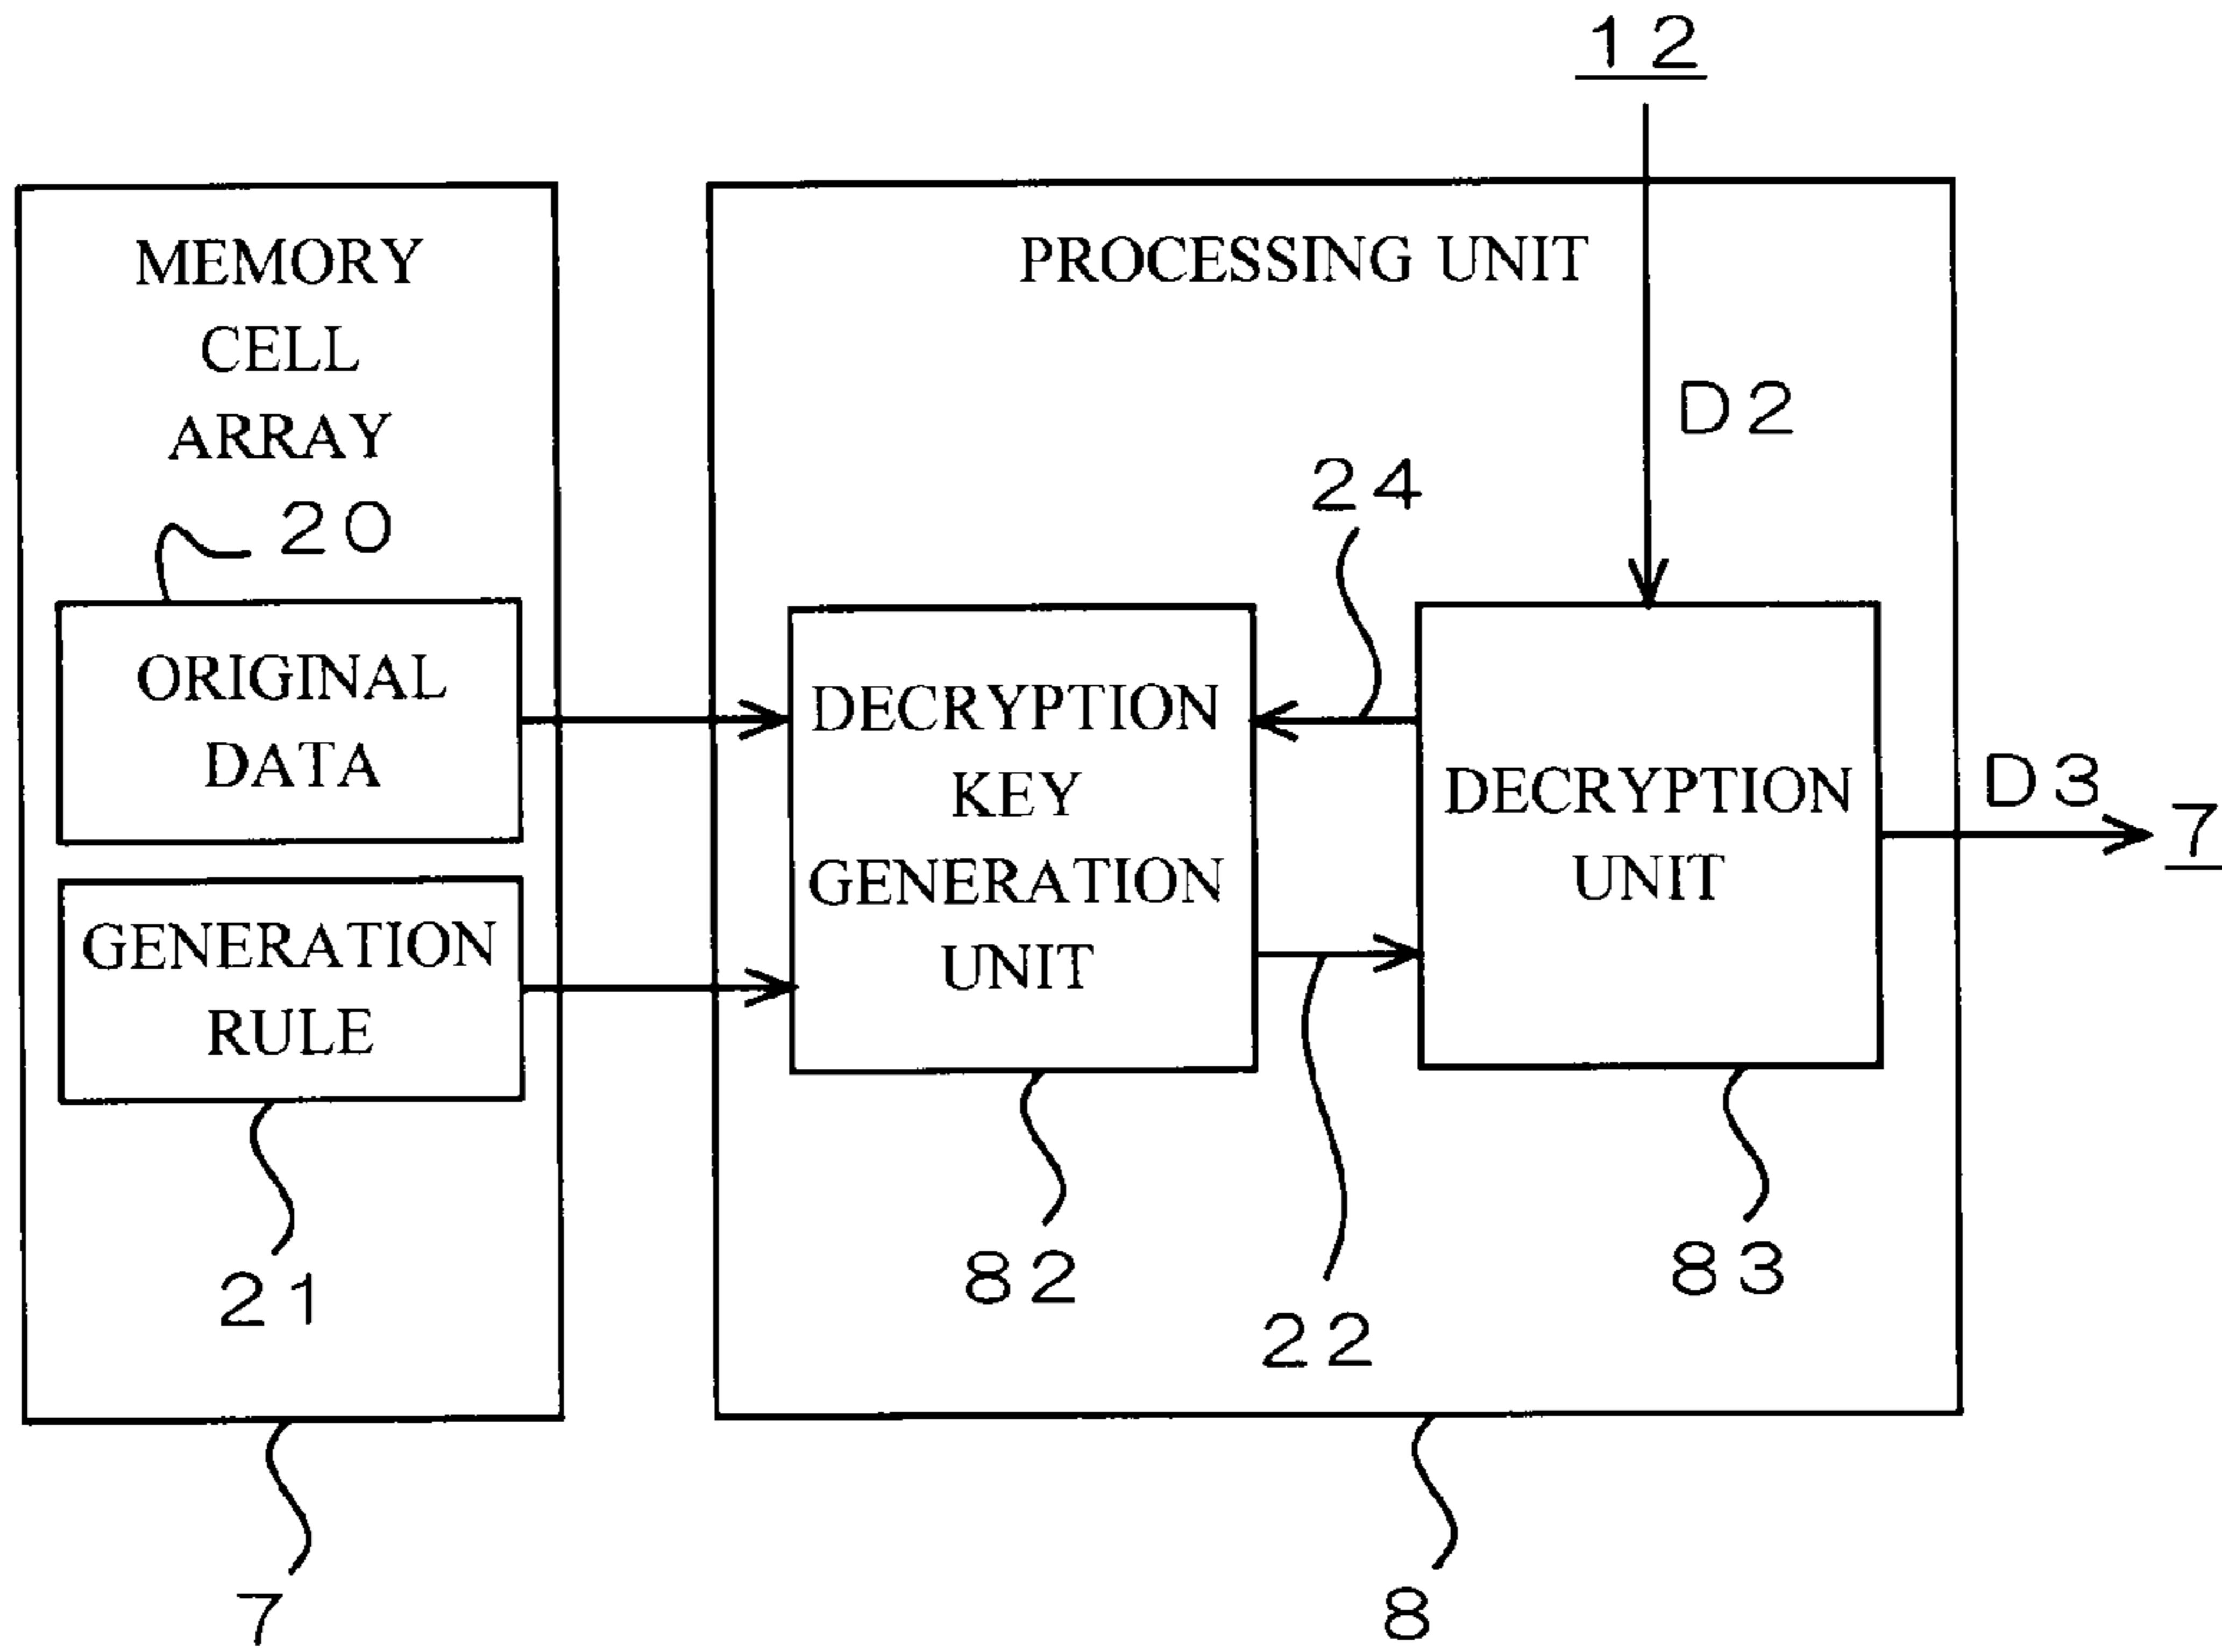 12
MEMORY
CELL
ARRAY
20
ORIGINAL
DATA
GENERATION
RULE
21
7
PROCESSING UNIT
D2
24
DECRYPTION
KEY
GENERATION
UNIT
DECRYPTION
UNIT
D3
7
82
22
83
8